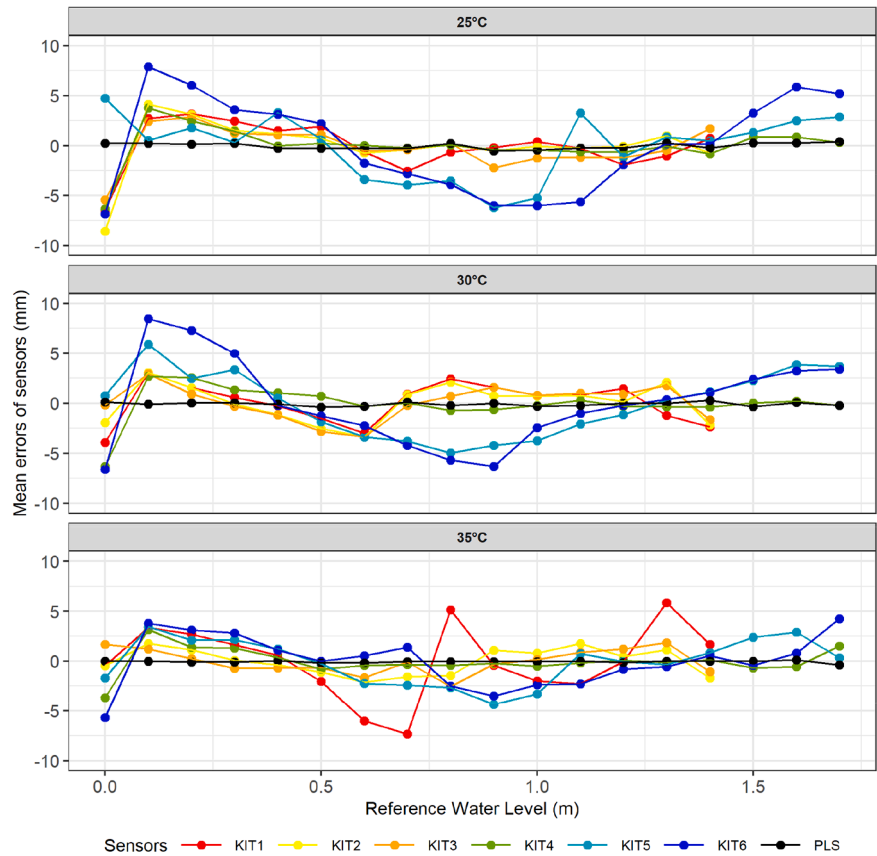 25°C
10
5
0
-5
-10
30°C
10
5
0
-5
-10
35°C
10
5
0
-5
-10
Mean errors of sensors (mm)
0.0 0.5 1.0 1.5
Reference Water Level (m)
Sensors KIT1 KIT2 KIT3 KIT4 KIT5 KIT6 PLS